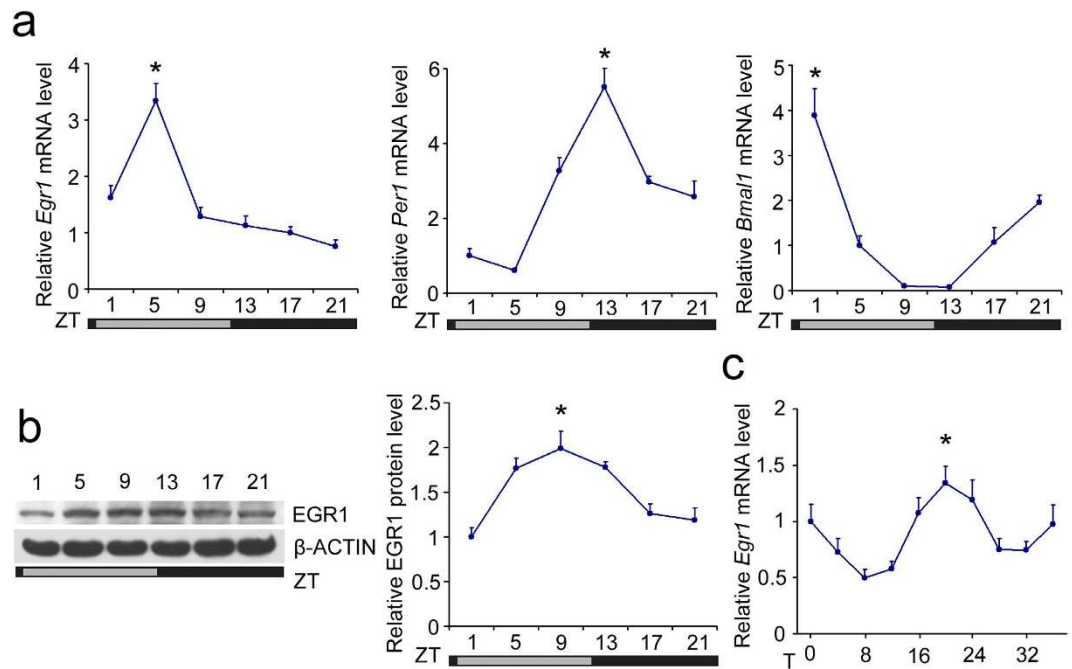 a
Relative Egr1 mRNA level
4
3
2
1
0
*
1 5 9 13 17 21
ZT
Relative Per1 mRNA level
6
4
2
0
*
1 5 9 13 17 21
ZT
Relative Bmal1 mRNA level
5
4
3
2
1
0
*
1 5 9 13 17 21
ZT
b
1 5 9 13 17 21
EGR1
β-ACTIN
ZT
Relative EGR1 protein level
2.5
2
1.5
1
0.5
0
*
1 5 9 13 17 21
ZT
c
Relative Egr1 mRNA level
2
1.5
1
0.5
0
*
T 0 8 16 24 32